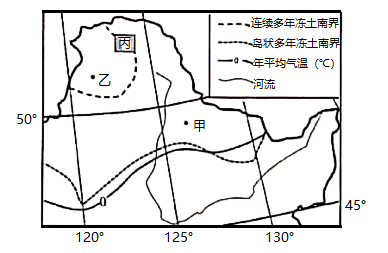 连续多年冻土南界
岛状多年冻土南界
0
年平均气温（℃）
河流
丙
乙
甲
50°
45°
0
120°
125°
130°